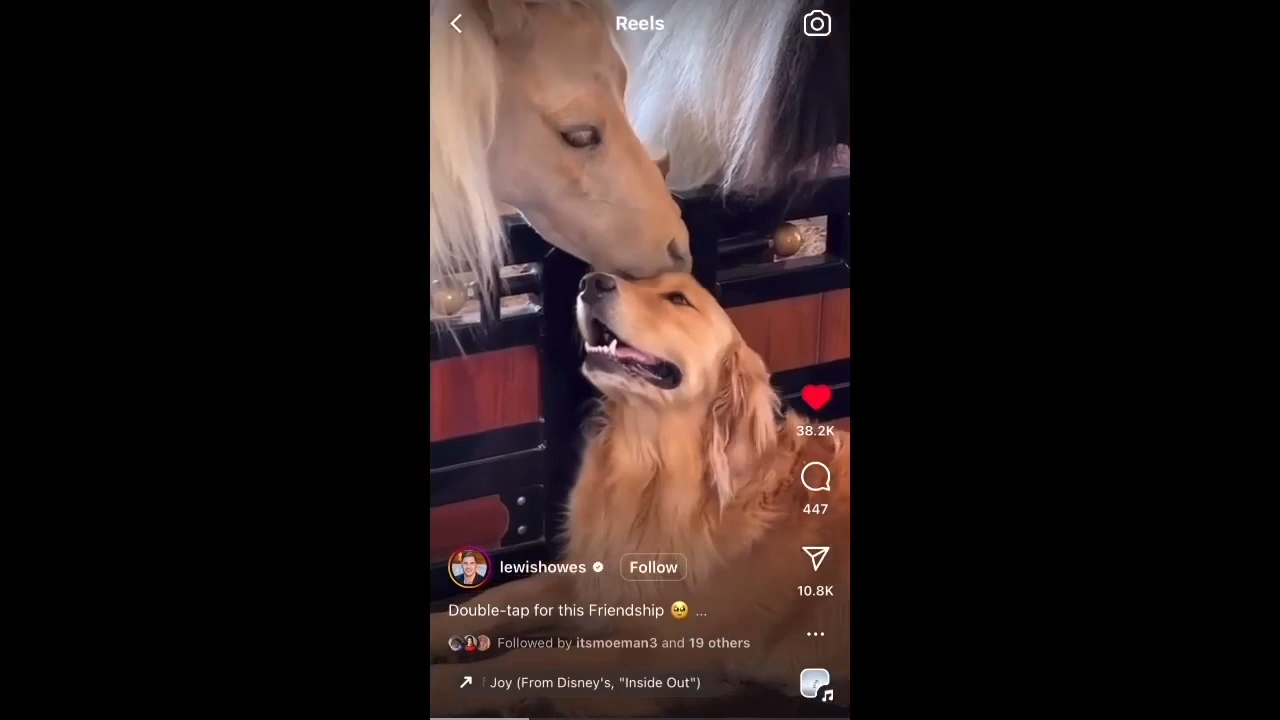 Reels
38.2K
447
10.8K
lewishowes Follow
Double-tap for this Friendship 🥹 ...
Followed by itsmoeman3 and 19 others
Joy (From Disney's, "Inside Out")